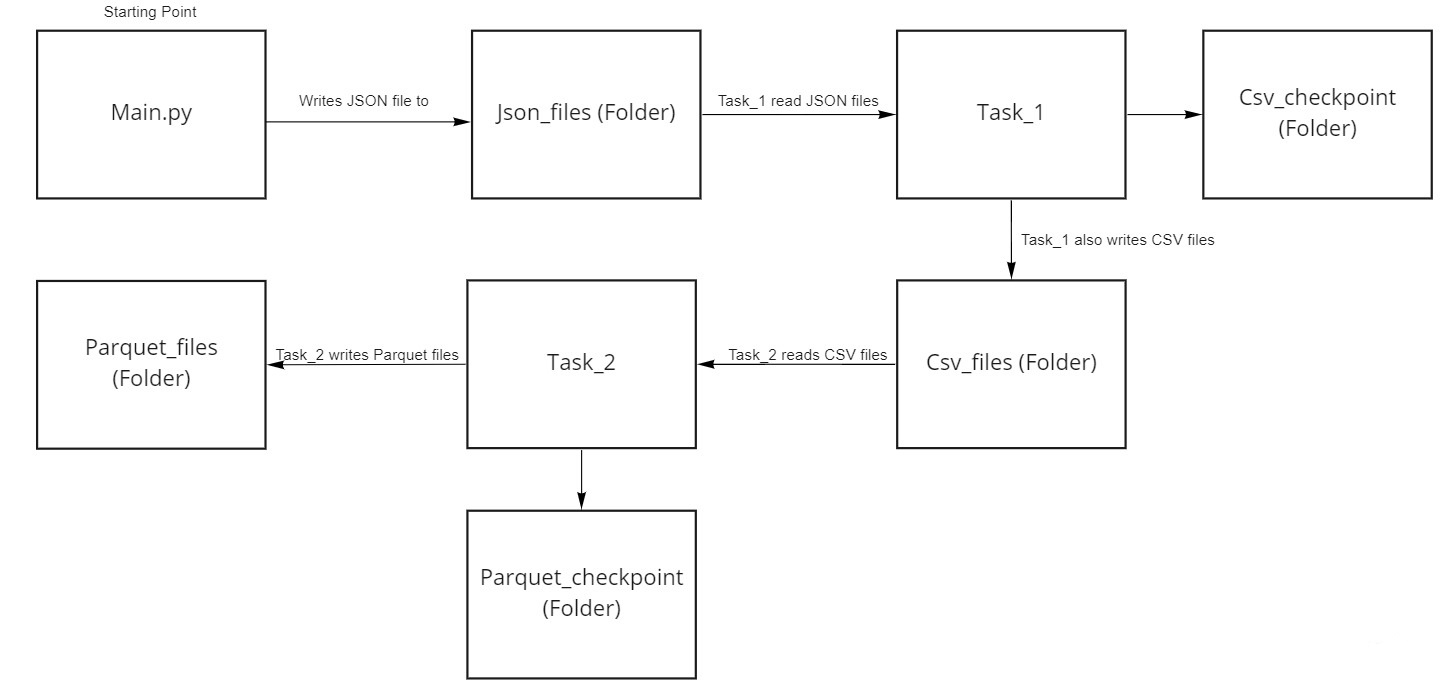 Starting Point
Main.py
Writes JSON file to
Json_files (Folder)
Task_1 read JSON files
Task_1
Csv_checkpoint
(Folder)
Task_1 also writes CSV files
Parquet_files
(Folder)
Task_2 writes Parquet files
Task_2
Task_2 reads CSV files
Csv_files (Folder)
Parquet_checkpoint
(Folder)